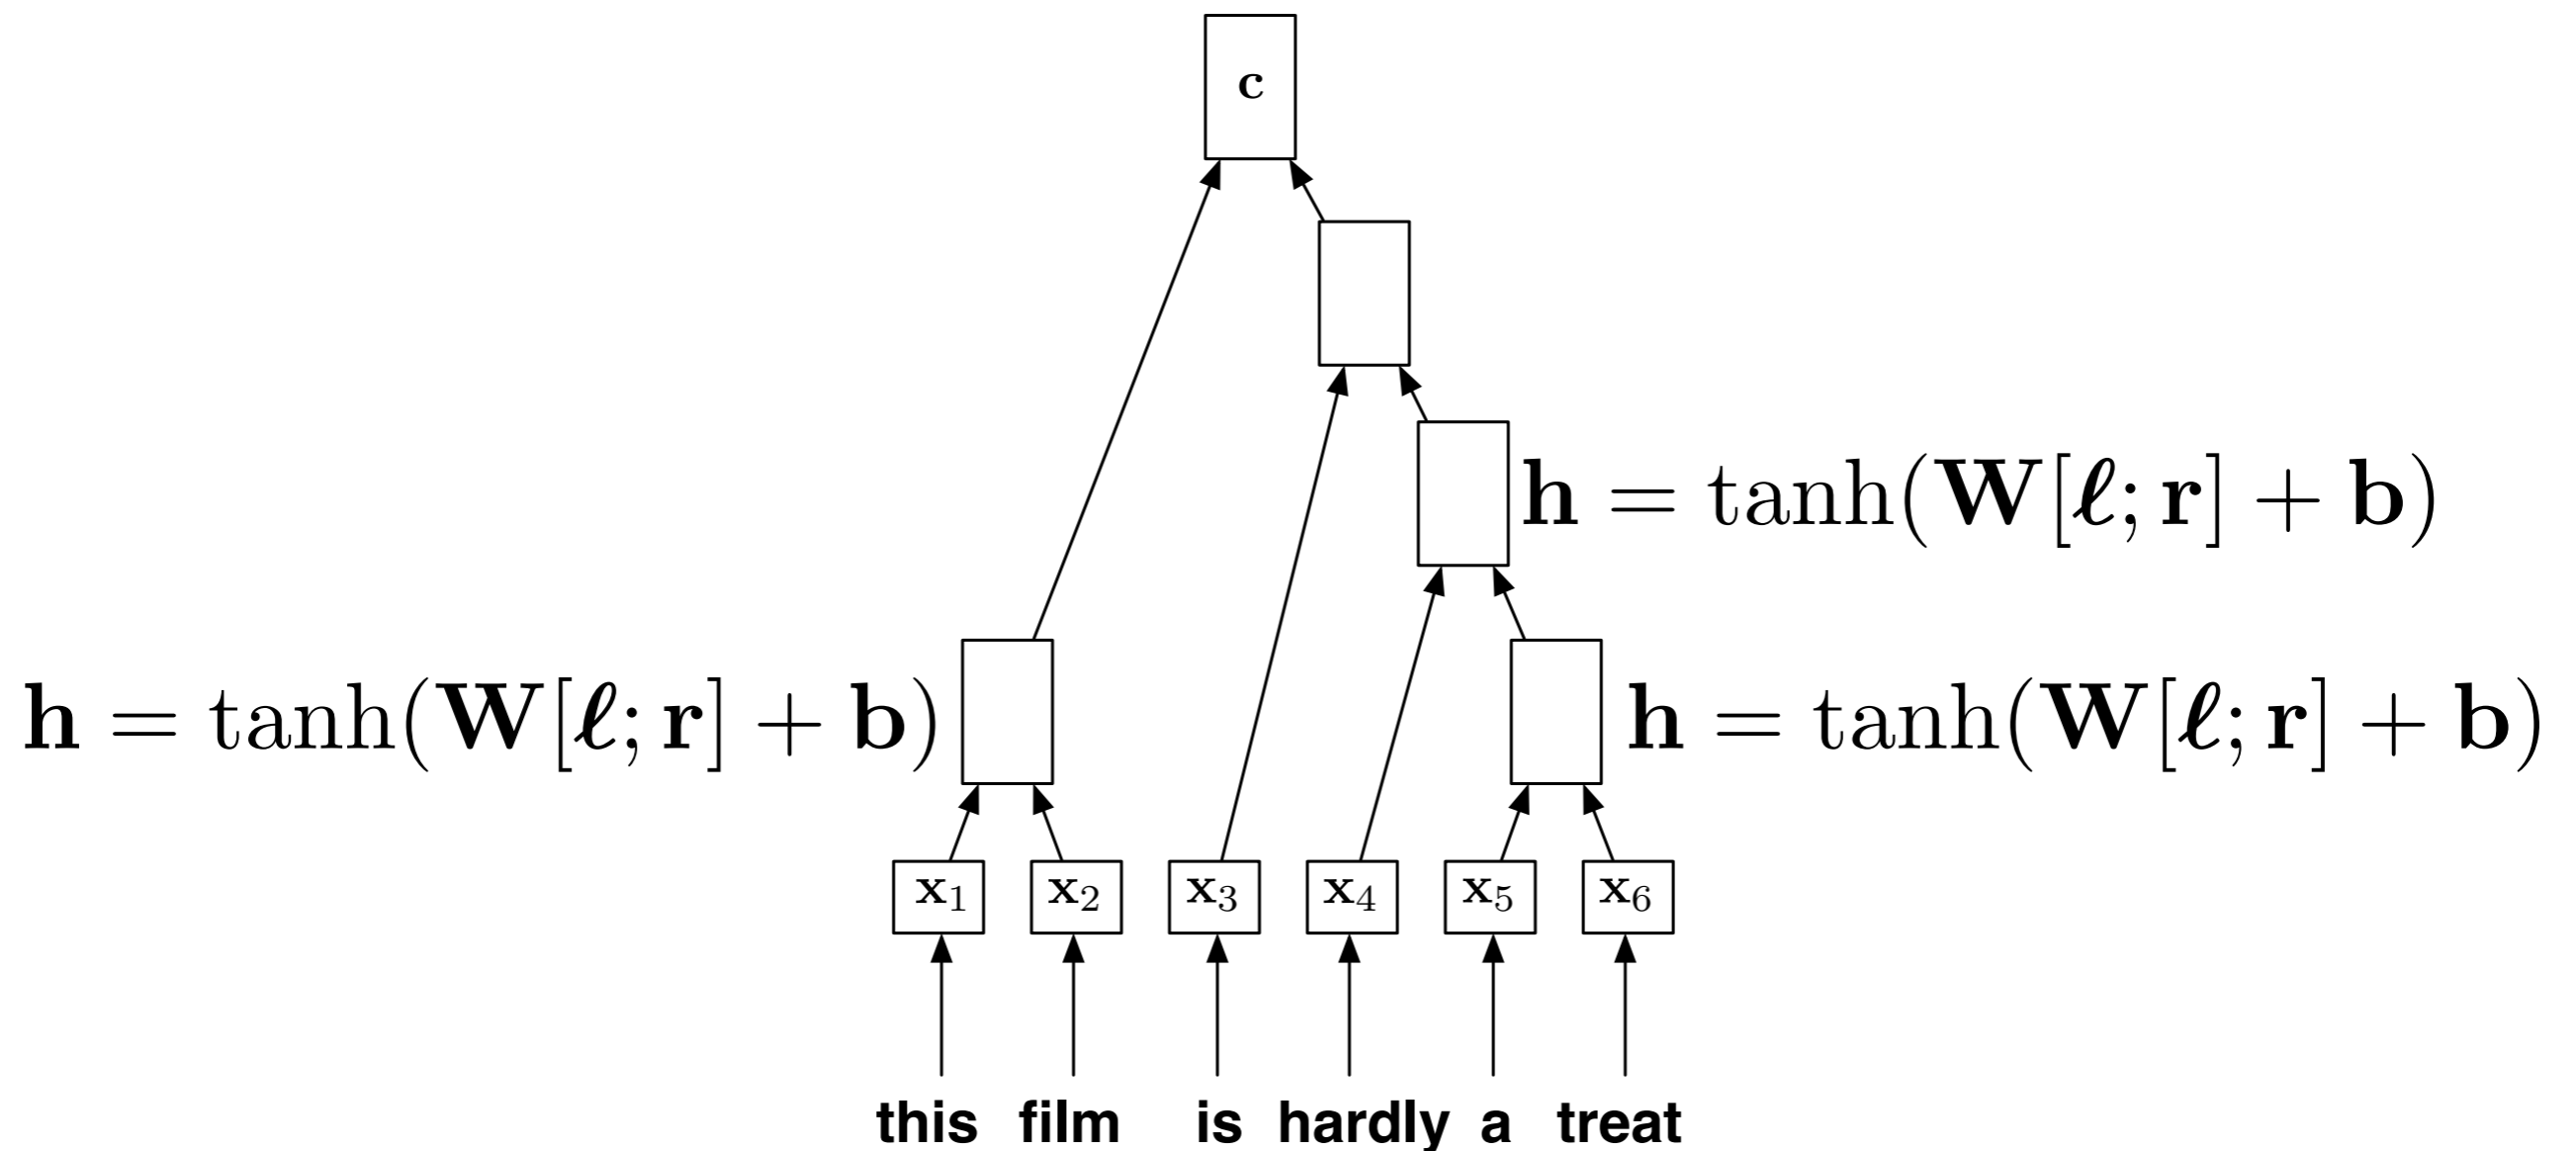 c
h = tanh(W[ℓ; r] + b)
h = tanh(W[ℓ; r] + b)
h = tanh(W[ℓ; r] + b)
x₁ x₂ x₃ x₄ x₅ x₆
this film is hardly a treat